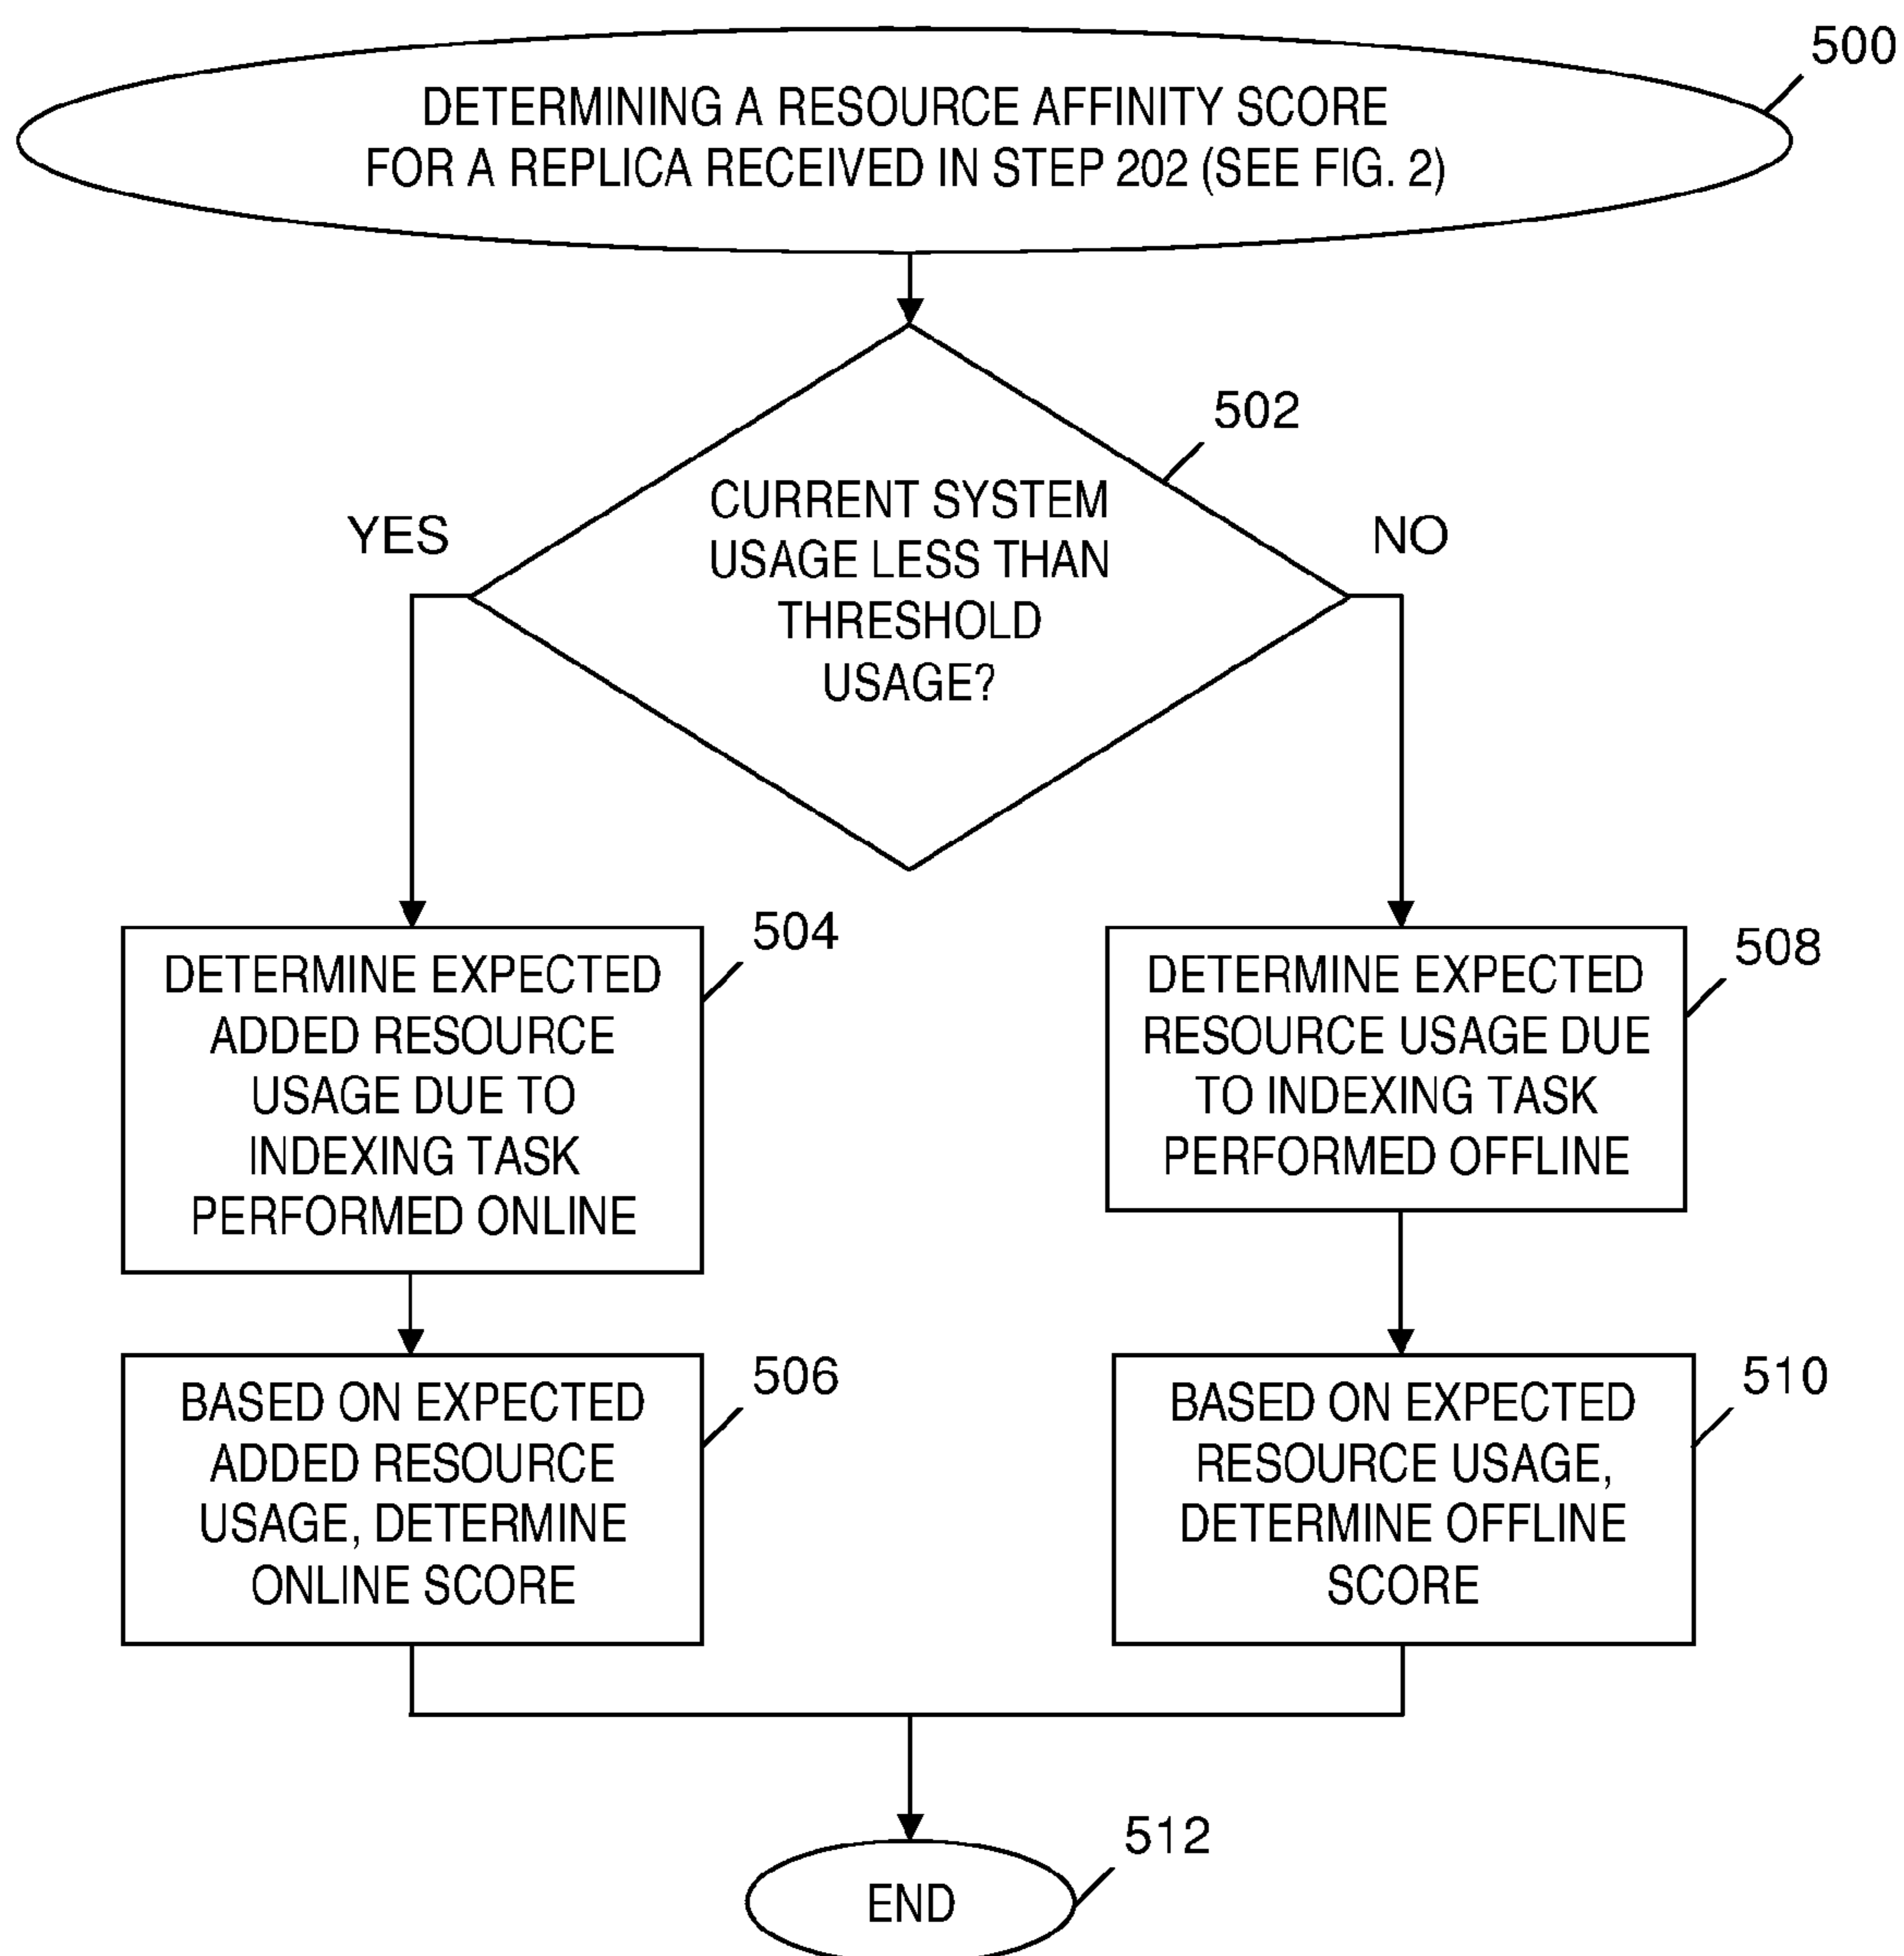 500
DETERMINING A RESOURCE AFFINITY SCORE
FOR A REPLICA RECEIVED IN STEP 202 (SEE FIG. 2)
502
CURRENT SYSTEM
USAGE LESS THAN
THRESHOLD
USAGE?
YES
NO
504
DETERMINE EXPECTED
ADDED RESOURCE
USAGE DUE TO
INDEXING TASK
PERFORMED ONLINE
508
DETERMINE EXPECTED
RESOURCE USAGE DUE
TO INDEXING TASK
PERFORMED OFFLINE
506
BASED ON EXPECTED
ADDED RESOURCE
USAGE, DETERMINE
ONLINE SCORE
510
BASED ON EXPECTED
RESOURCE USAGE,
DETERMINE OFFLINE
SCORE
512
END